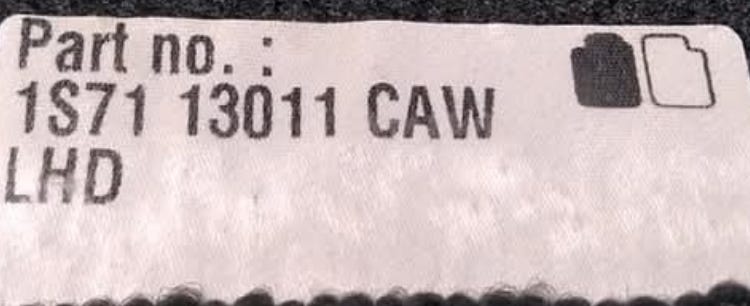 Part no. :
1S71 13011 CAW
LHD